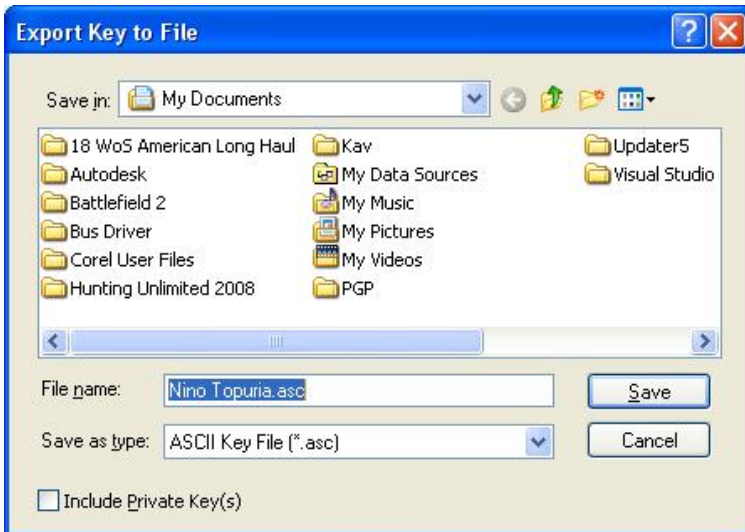 Export Key to File
Save in: My Documents
18 WoS American Long Haul Kav Updater5
Autodesk My Data Sources Visual Studio
Battlefield 2 My Music
Bus Driver My Pictures
Corel User Files My Videos
Hunting Unlimited 2008 PGP
File name: Nino Topuria.asc Save
Save as type: ASCII Key File (*.asc) Cancel
Include Private Key(s)